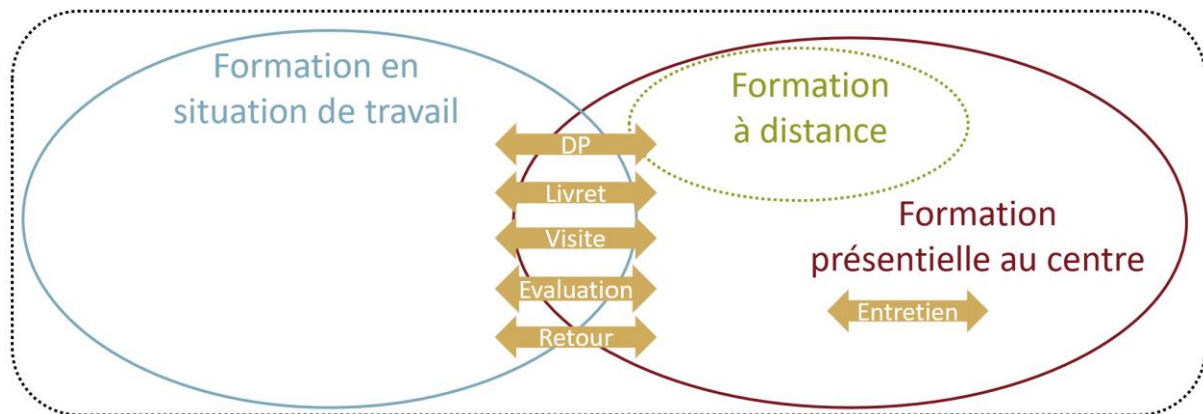 Formation en
situation de travail
Formation
à distance
DP
Livret
Visite
Evaluation
Retour
Formation
présentielle au centre
Entretien